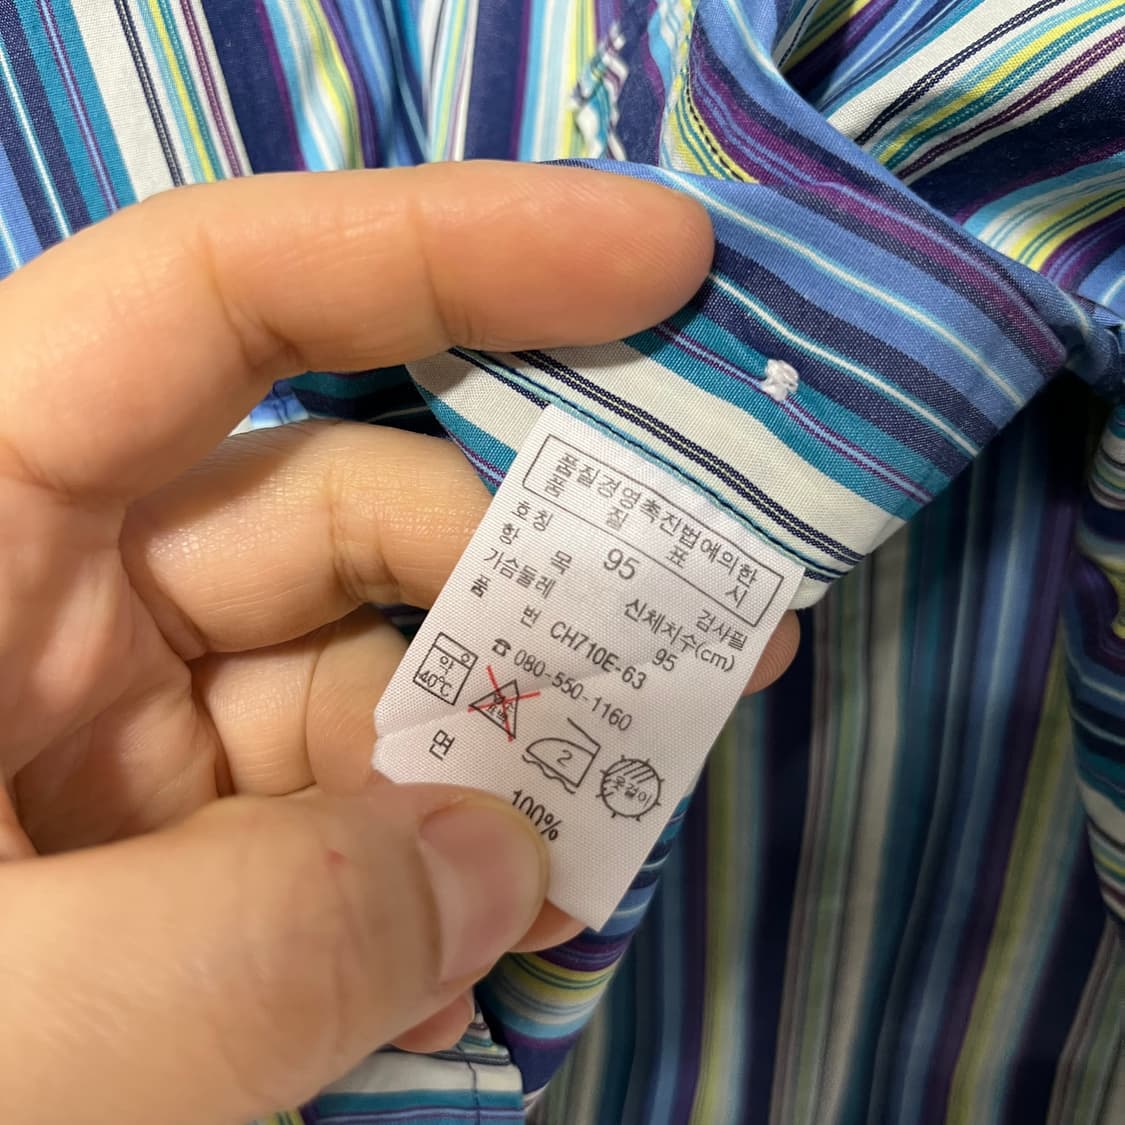 품질경영촉진법에의한
품 질 표 시
호 칭 95 검사필
항 목 신체치수(cm)
가슴둘레 95
품 번 CH710E-63
☎ 080-550-1160
약
40℃
2
옷걸이
면 100%